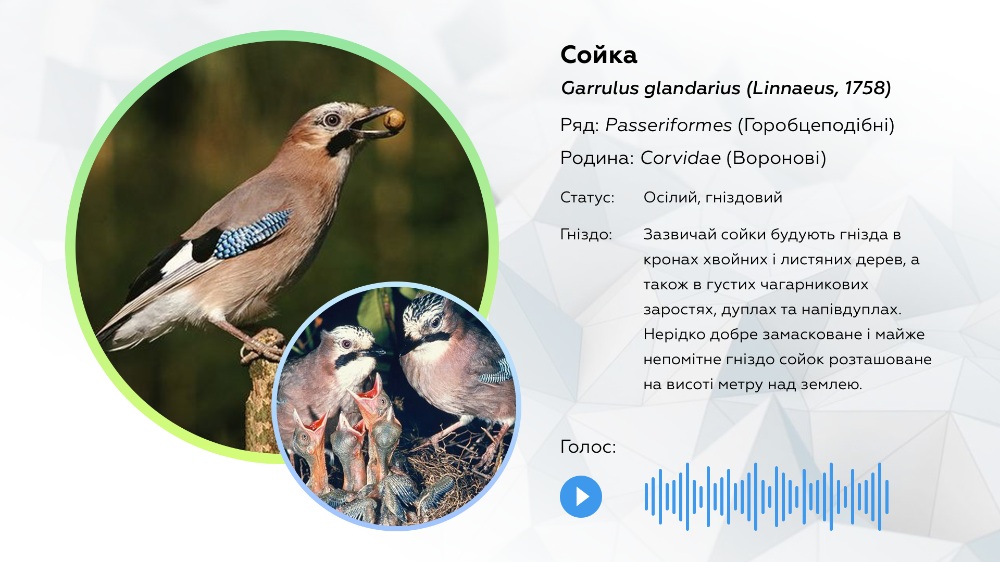 Сойка
Garrulus glandarius (Linnaeus, 1758)
Ряд: Passeriformes (Горобцеподібні)
Родина: Corvidae (Воронові)
Статус: Осілий, гніздовий
Гніздо: Зазвичай сойки будують гнізда в
кронах хвойних і листяних дерев, а
також в густих чагарникових
заростях, дуплах та напівдуплах.
Нерідко добре замасковане і майже
непомітне гніздо сойок розташоване
на висоті метру над землею.
Голос: